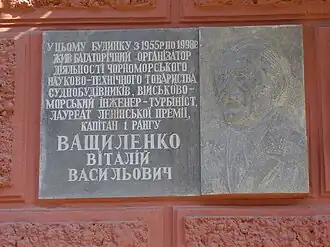 У ЦЬОМУ БУДИНКУ З 1955р ПО 1998р
ЖИВ БАГАТОРІЧНИЙ ОРГАНІЗАТОР
ДІЯЛЬНОСТІ ЧОРНОМОРСЬКОГО
НАУКОВО-ТЕХНІЧНОГО ТОВАРИСТВА
СУДНОБУДІВНИКІВ, ВІЙСЬКОВО-
МОРСЬКИЙ ІНЖЕНЕР-ТУРБІНІСТ,
ЛАУРЕАТ ЛЕНІНСЬКОЇ ПРЕМІЇ,
КАПІТАН 1 РАНГУ
ВАЩИЛЕНКО
ВІТАЛІЙ
ВАСИЛЬОВИЧ